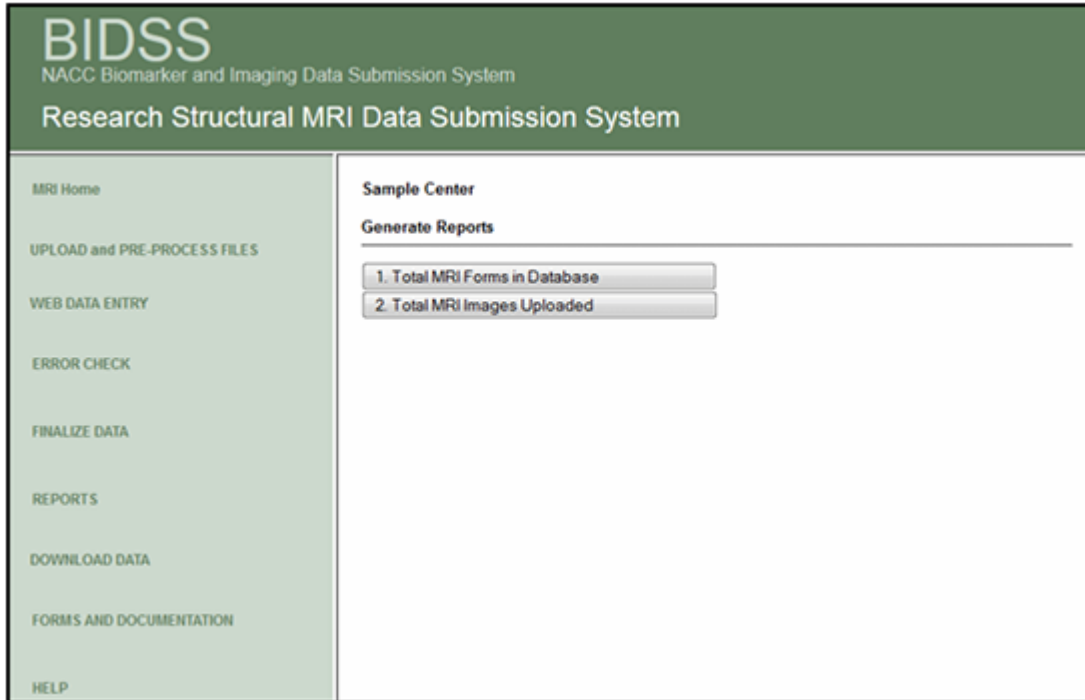 BIDSS
NACC Biomarker and Imaging Data Submission System
Research Structural MRI Data Submission System
MRI Home
UPLOAD and PRE-PROCESS FILES
WEB DATA ENTRY
ERROR CHECK
FINALIZE DATA
REPORTS
DOWNLOAD DATA
FORMS AND DOCUMENTATION
HELP
Sample Center
Generate Reports
1. Total MRI Forms in Database
2. Total MRI Images Uploaded